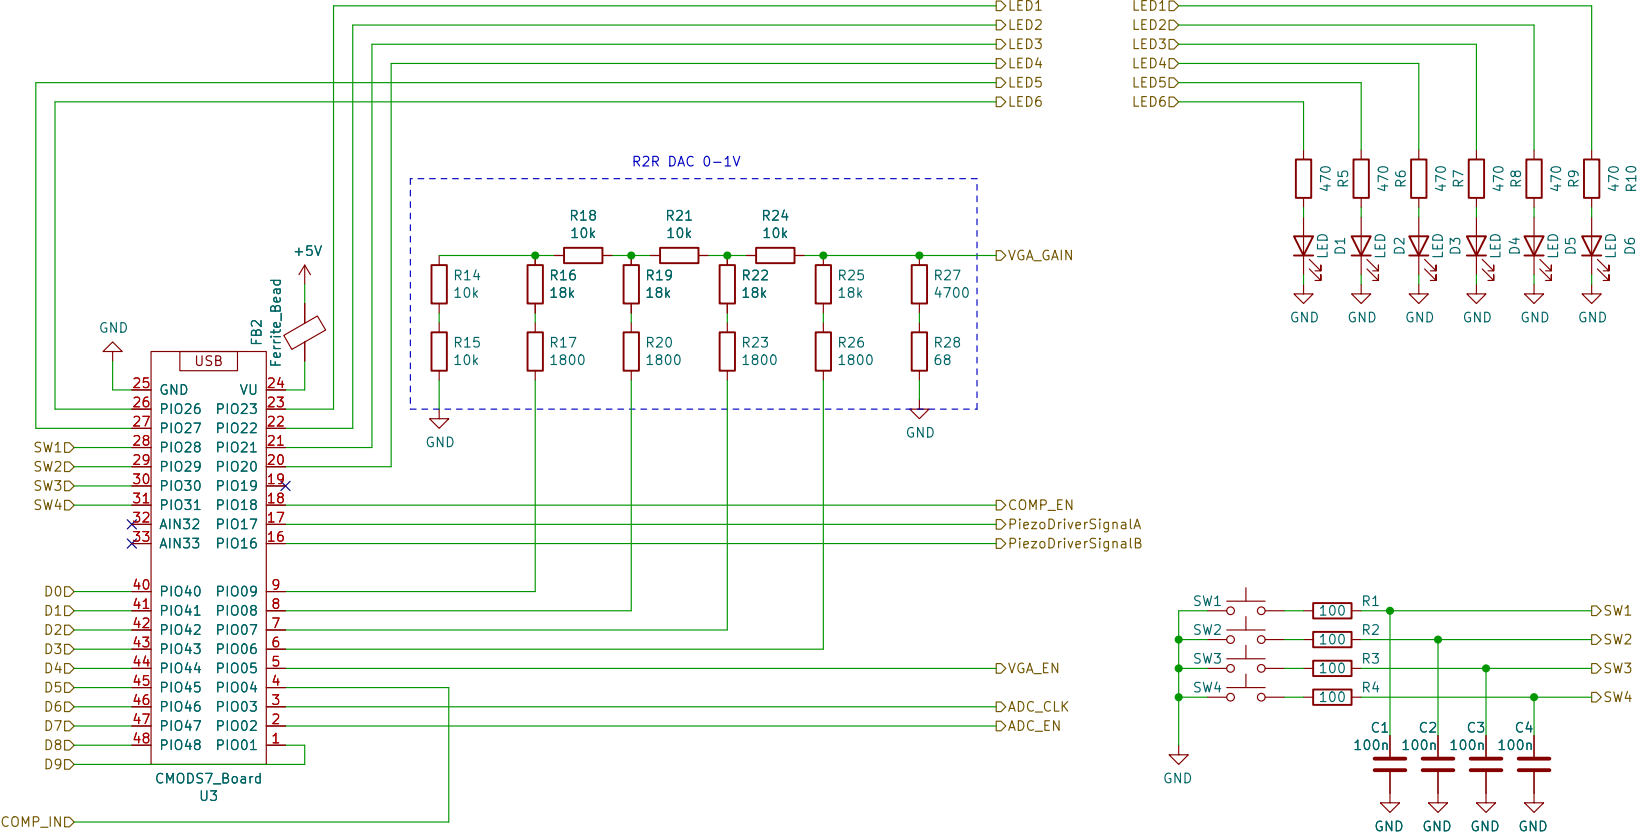 LED1
LED2
LED3
LED4
LED5
LED6
LED1
LED2
LED3
LED4
LED5
LED6
R2R DAC 0-1V
R18
10k
R21
10k
R24
10k
VGA_GAIN
R14
10k
R16
18k
R19
18k
R22
18k
R25
18k
R27
4700
R15
10k
R17
1800
R20
1800
R23
1800
R26
1800
R28
68
GND
GND
470
R5
470
R6
470
R7
470
R8
470
R9
470
R10
LED
D1
LED
D2
LED
D3
LED
D4
LED
D5
LED
D6
GND
GND
GND
GND
GND
GND
+5V
FB2
Ferrite_Bead
GND
USB
25 GND VU 24
26 PIO26 PIO23 23
27 PIO27 PIO22 22
SW1 28 PIO28 PIO21 21
SW2 29 PIO29 PIO20 20
SW3 30 PIO30 PIO19 19
SW4 31 PIO31 PIO18 18 COMP_EN
32 AIN32 PIO17 17 PiezoDriverSignalA
33 AIN33 PIO16 16 PiezoDriverSignalB
D0 40 PIO40 PIO09 9
D1 41 PIO41 PIO08 8
D2 42 PIO42 PIO07 7
D3 43 PIO43 PIO06 6
D4 44 PIO44 PIO05 5 VGA_EN
D5 45 PIO45 PIO04 4
D6 46 PIO46 PIO03 3 ADC_CLK
D7 47 PIO47 PIO02 2 ADC_EN
D8 48 PIO48 PIO01 1
D9
CMODS7_Board
U3
COMP_IN
SW1 100 R1 SW1
SW2 100 R2 SW2
SW3 100 R3 SW3
SW4 100 R4 SW4
C1
100n
C2
100n
C3
100n
C4
100n
GND
GND
GND
GND
GND